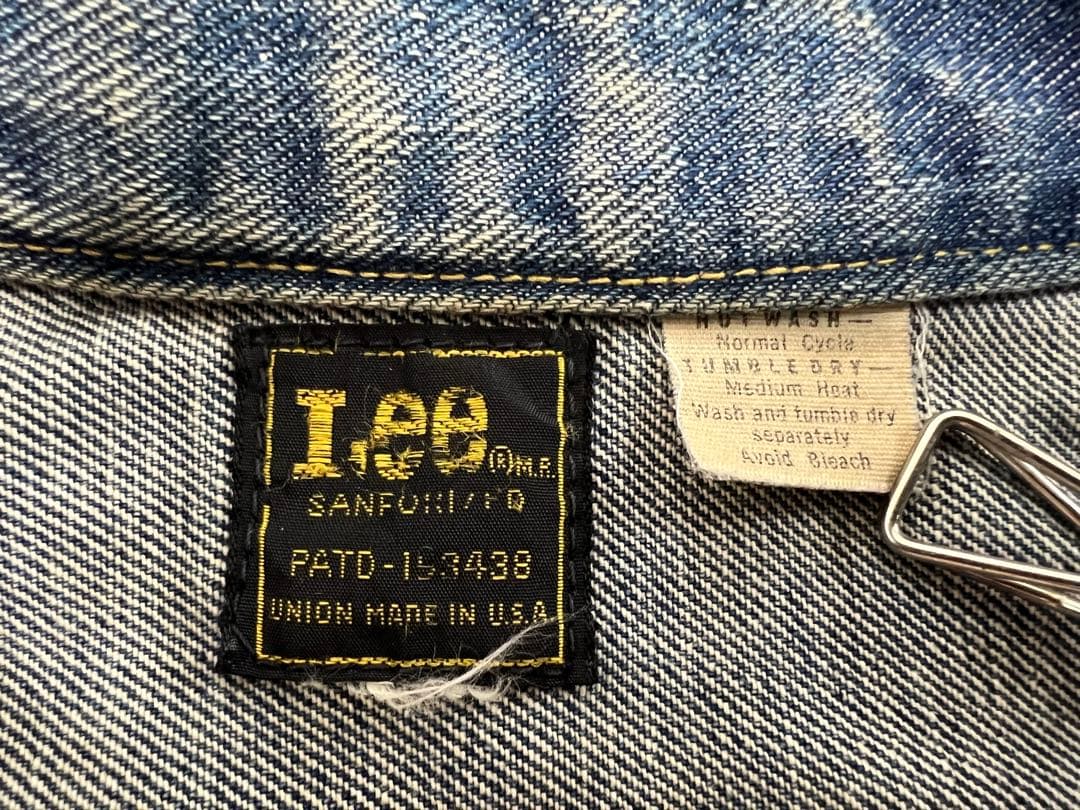 Lee ® M.R.
SANFORIZED
PATD-153438
UNION MADE IN U.S.A.
HOT WASH—
Normal Cycle
TUMBLE DRY—
Medium Heat
Wash and tumble dry
separately
Avoid Bleach